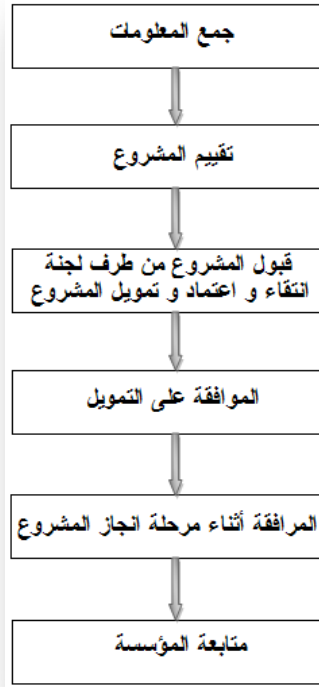 جمع المعلومات
تقييم المشروع
قبول المشروع من طرف لجنة
انتقاء و اعتماد و تمويل المشروع
الموافقة على التمويل
المرافقة أثناء مرحلة انجاز المشروع
متابعة المؤسسة